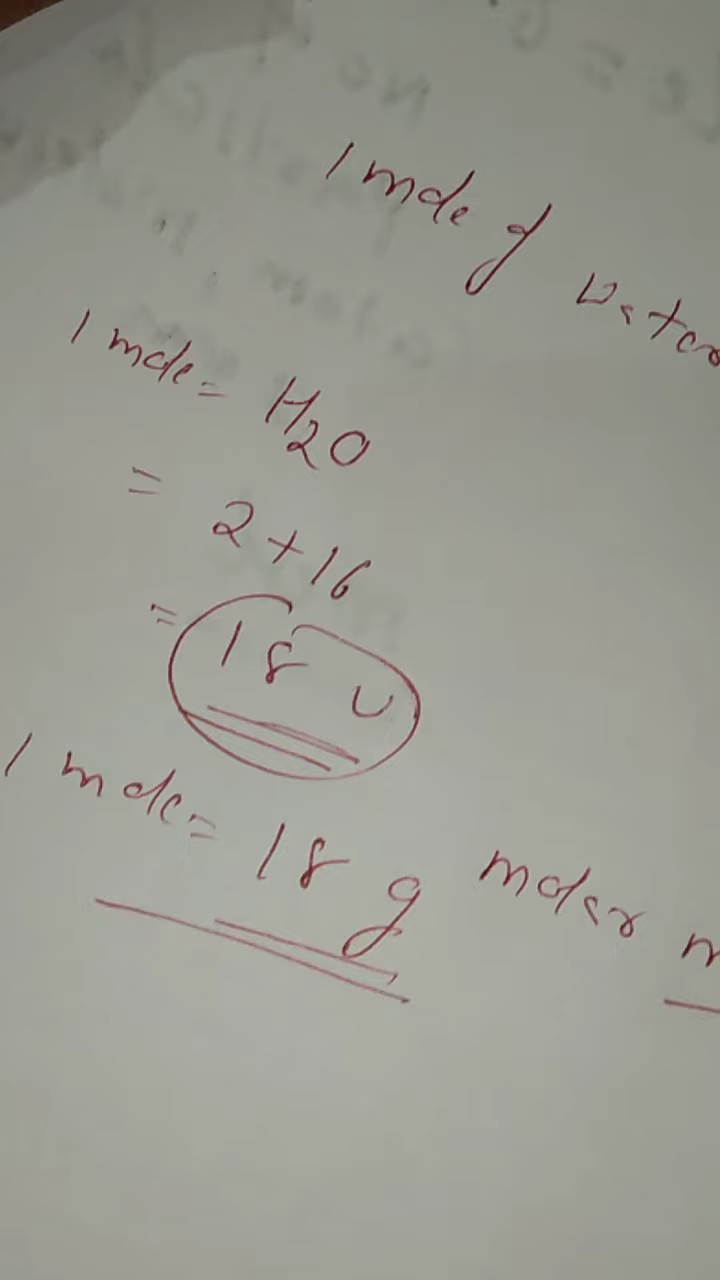 1 mole of water
1 mole = H2O
= 2 + 16
= 18 U
1 mole = 18 g molar